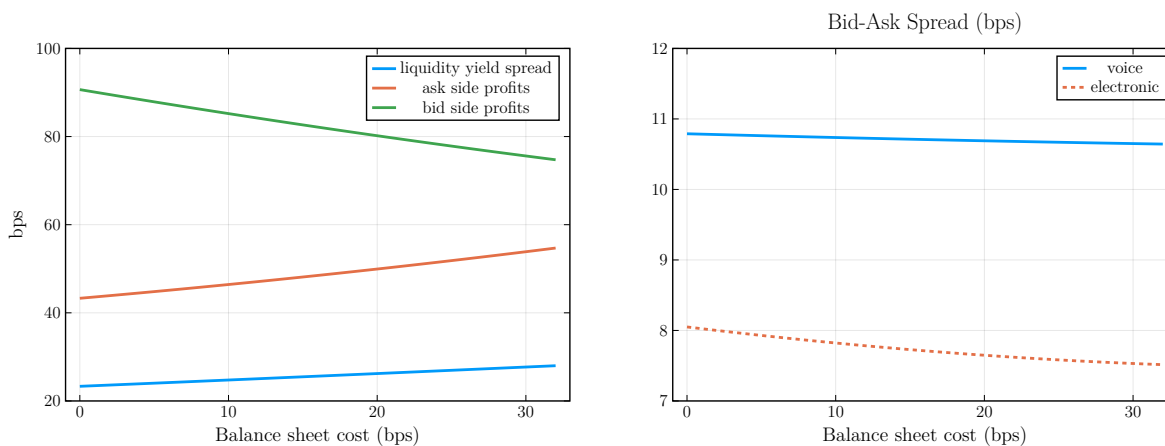 100
80
60
40
20
bps
0
10
20
30
Balance sheet cost (bps)
liquidity yield spread
ask side profits
bid side profits
Bid-Ask Spread (bps)
12
11
10
9
8
7
0
10
20
30
Balance sheet cost (bps)
voice
electronic